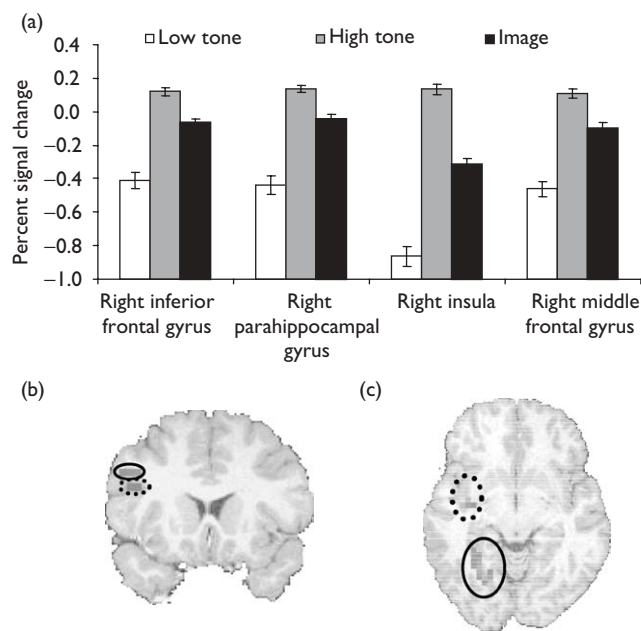 (a)
Low tone High tone Image
Percent signal change
0.4
0.2
0.0
−0.2
−0.4
−0.6
−0.8
−1.0
Right inferior
frontal gyrus
Right
parahippocampal
gyrus
Right insula
Right middle
frontal gyrus
(b)
(c)